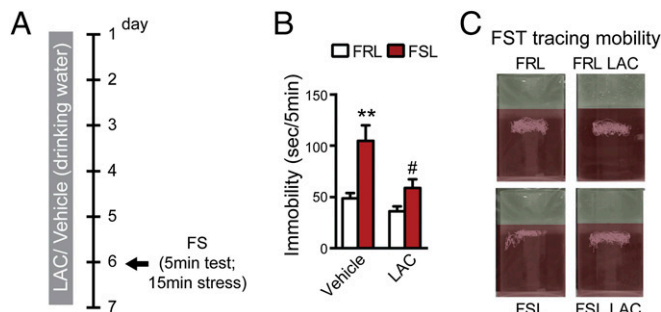 A
day
LAC/ Vehicle (drinking water)
1
2
3
4
5
6
7
FS
(5min test;
15min stress)
B
FRL
FSL
Immobility (sec/5min)
150
100
50
0
**
#
Vehicle
LAC
C
FST tracing mobility
FRL
FRL LAC
FSL
FSL LAC